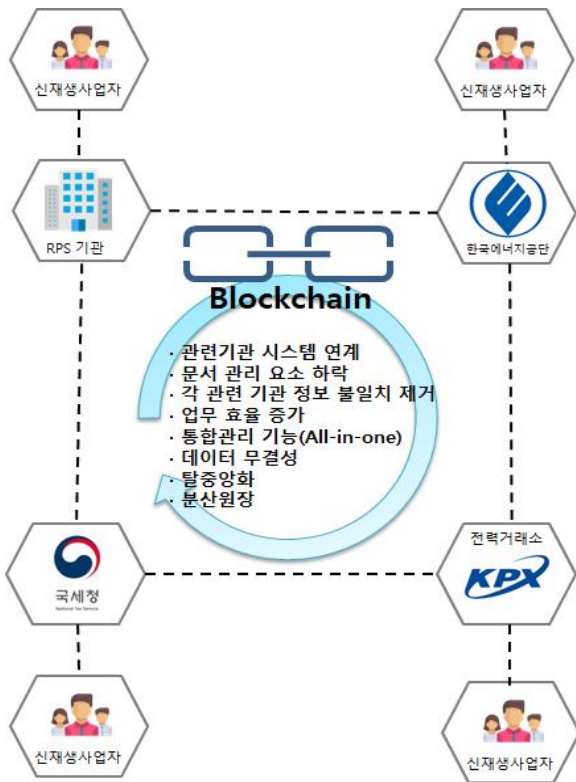 신재생사업자
신재생사업자
RPS 기관
한국에너지공단
Blockchain
· 관련기관 시스템 연계
· 문서 관리 요소 하락
· 각 관련 기관 정보 불일치 제거
· 업무 효율 증가
· 통합관리 기능(All-in-one)
· 데이터 무결성
· 탈중앙화
· 분산원장
국세청
National Tax Service
전력거래소
KPX
신재생사업자
신재생사업자